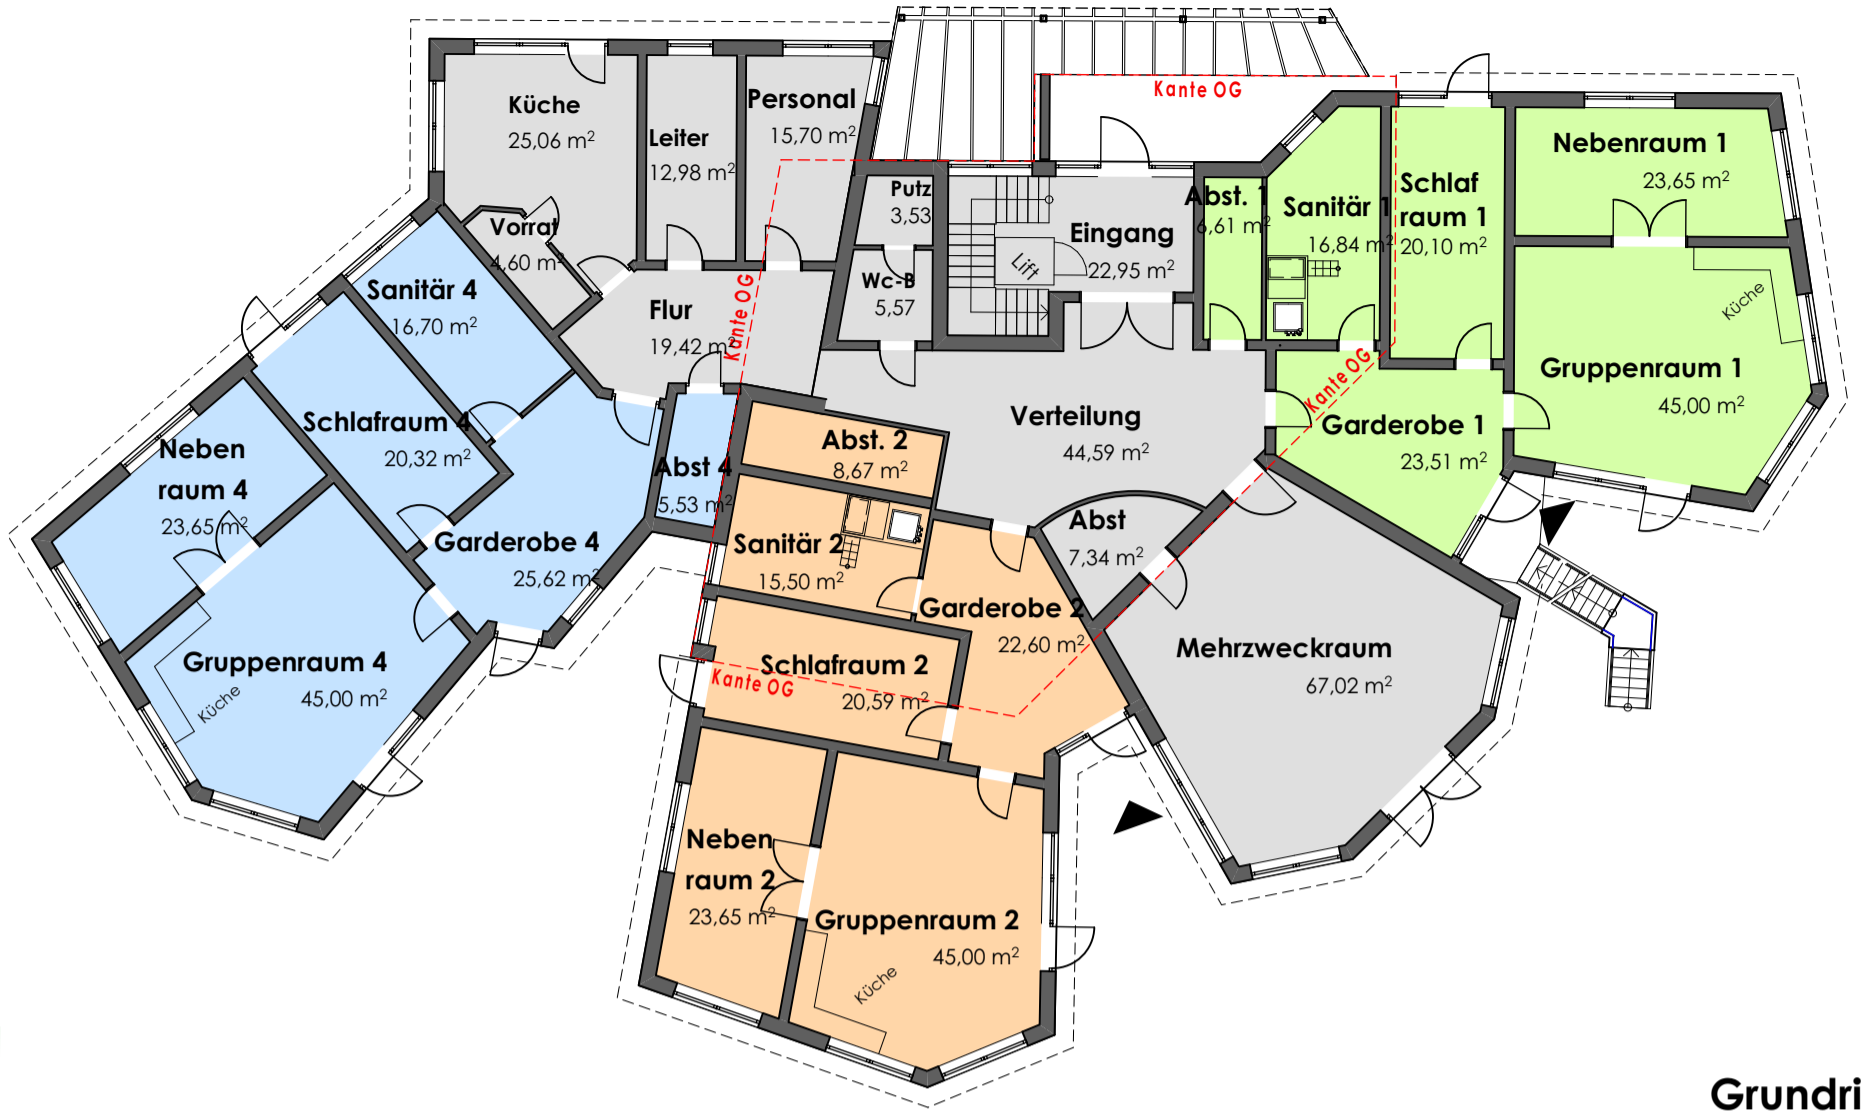 Küche
25,06 m²
Leiter
12,98 m²
Personal
15,70 m²
Vorrat
4,60 m²
Flur
19,42 m²
Putz
3,53
Wc-B
5,57
Lift
Eingang
22,95 m²
Kante OG
Abst. 1
6,61 m²
Sanitär 1
16,84 m²
Schlaf
raum 1
20,10 m²
Nebenraum 1
23,65 m²
Küche
Gruppenraum 1
45,00 m²
Garderobe 1
23,51 m²
Kante OG
Kante OG
Verteilung
44,59 m²
Abst
7,34 m²
Mehrzweckraum
67,02 m²
Sanitär 4
16,70 m²
Schlafraum 4
20,32 m²
Neben
raum 4
23,65 m²
Garderobe 4
25,62 m²
Abst 4
5,53 m²
Gruppenraum 4
45,00 m²
Küche
Abst. 2
8,67 m²
Sanitär 2
15,50 m²
Garderobe 2
22,60 m²
Schlafraum 2
20,59 m²
Kante OG
Neben
raum 2
23,65 m²
Gruppenraum 2
45,00 m²
Küche
Grundri